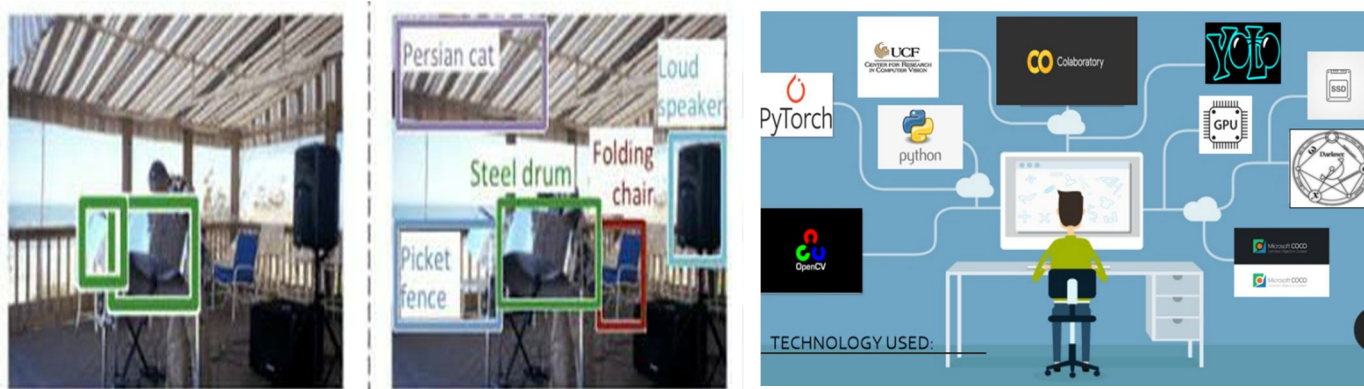 Persian cat
Loud
speaker
Steel drum
Folding
chair
Picket
fence
UCF
CENTER FOR RESEARCH
IN COMPUTER VISION
CO Colaboratory
YOLO
SSD
PyTorch
python
GPU
Darknet
OpenCV
Microsoft COCO
Microsoft COCO
TECHNOLOGY USED: